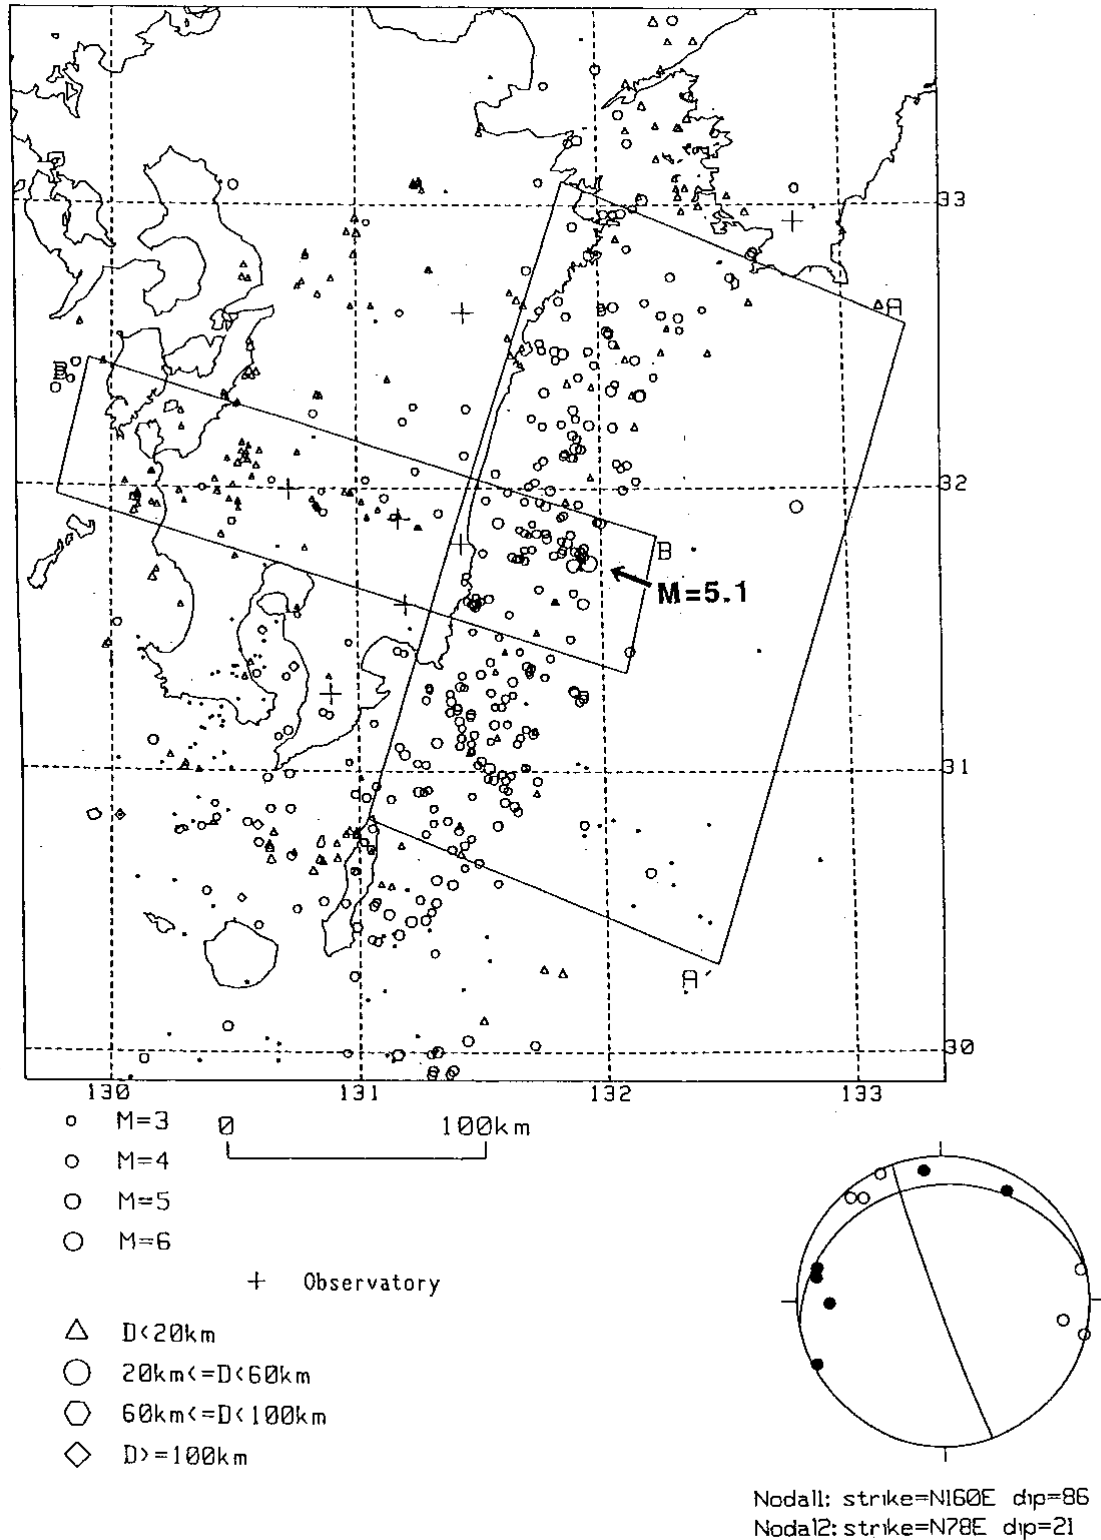 33
A
B
32
B
M=5.1
31
A
30
130 131 132 133
0 100km
M=3
M=4
M=5
M=6
+ Observatory
D<20km
20km<=D<60km
60km<=D<100km
D>=100km
Nodal1: strike=N160E dip=86
Nodal2: strike=N78E dip=21